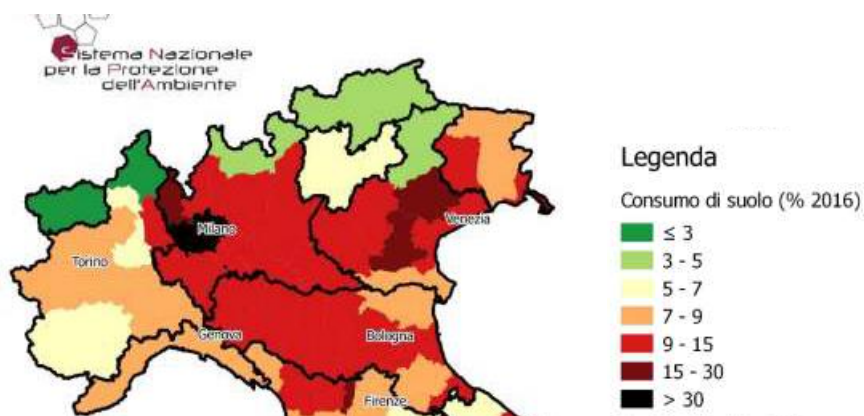 Sistema Nazionale
per la Protezione
dell'Ambiente
Milano
Venezia
Torino
Genova
Bologna
Firenze
Legenda
Consumo di suolo (% 2016)
≤ 3
3 - 5
5 - 7
7 - 9
9 - 15
15 - 30
> 30